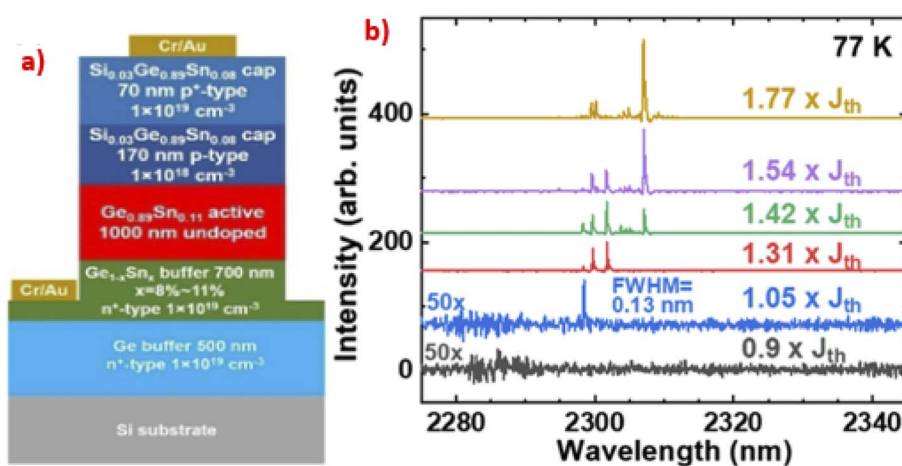 a)
Cr/Au
Si0.03Ge0.89Sn0.08 cap
70 nm p+-type
1×10^19 cm-3
Si0.03Ge0.89Sn0.08 cap
170 nm p-type
1×10^18 cm-3
Ge0.89Sn0.11 active
1000 nm undoped
Cr/Au
Ge1-xSnx buffer 700 nm
x=8%~11%
n+-type 1×10^19 cm-3
Ge buffer 500 nm
n+-type 1×10^19 cm-3
Si substrate
b)
77 K
Intensity (arb. units)
400
200
0
1.77 x Jth
1.54 x Jth
1.42 x Jth
1.31 x Jth
FWHM=
0.13 nm
50x
1.05 x Jth
50x
0.9 x Jth
2280 2300 2320 2340
Wavelength (nm)